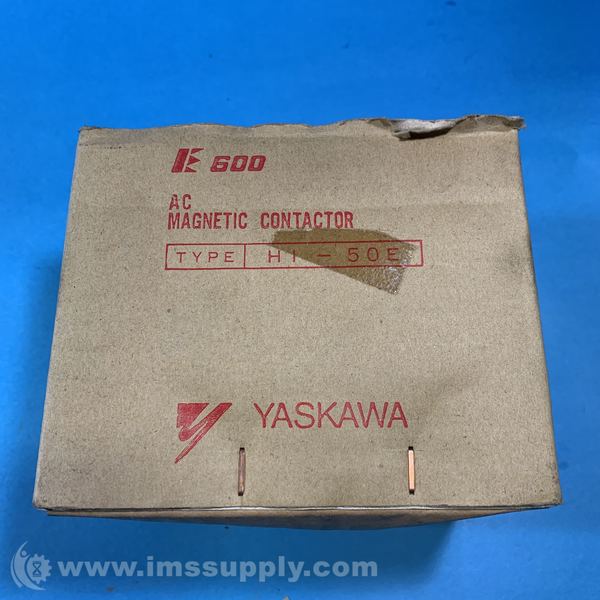 E 600
AC
MAGNETIC CONTACTOR
TYPE HI-50E
YASKAWA
www.imssupply.com